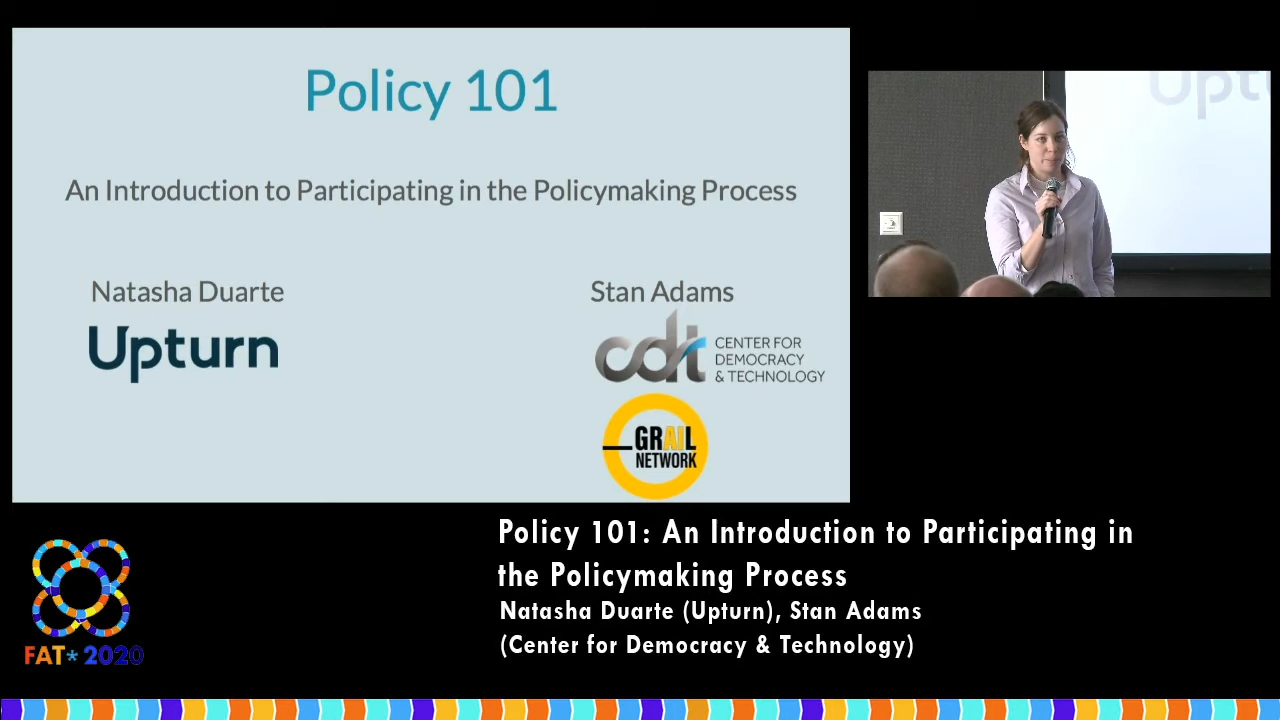 Policy 101
An Introduction to Participating in the Policymaking Process
Natasha Duarte
Stan Adams
Upturn
cdt
CENTER FOR
DEMOCRACY
& TECHNOLOGY
GRAIL
NETWORK
Upt
Policy 101: An Introduction to Participating in
the Policymaking Process
Natasha Duarte (Upturn), Stan Adams
(Center for Democracy & Technology)
FAT* 2020